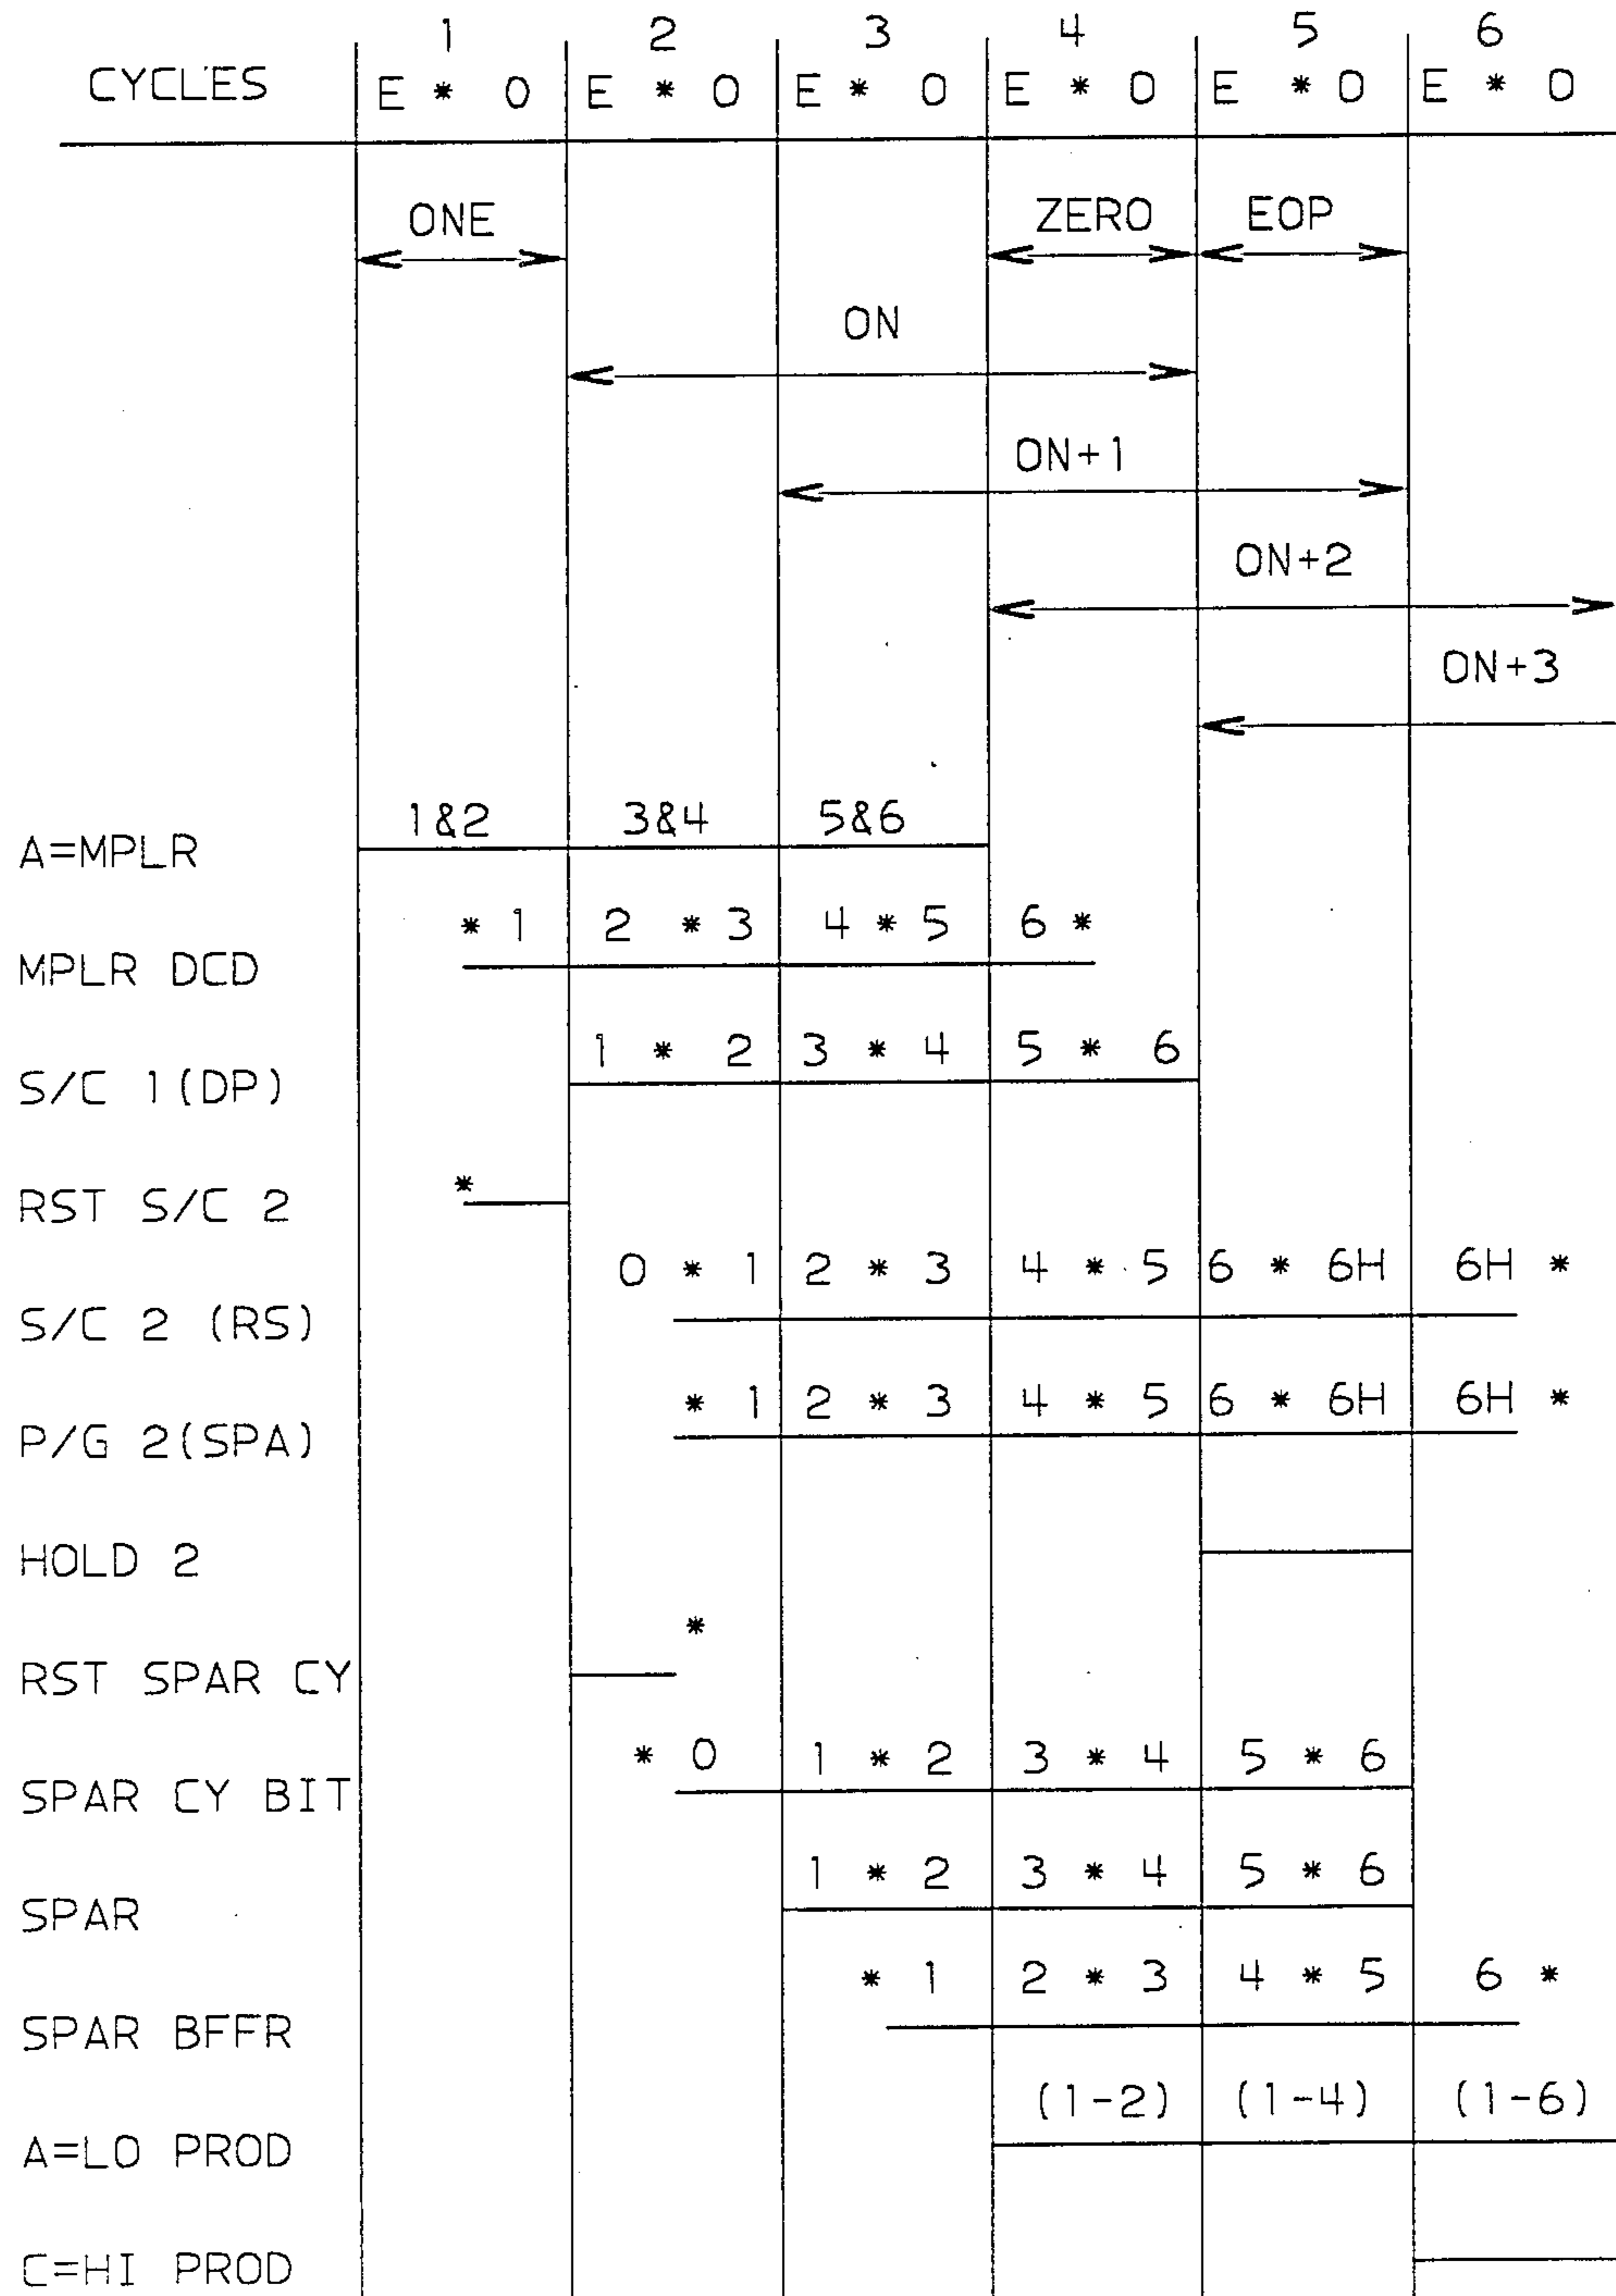 1 2 3 4 5 6
CYCLES E * O E * O E * O E * O E * O E * O
ONE ZERO EOP
ON
ON+1
ON+2
ON+3
A=MPLR 1&2 3&4 5&6
MPLR DCD * 1 2 * 3 4 * 5 6 *
S/C 1(DP) 1 * 2 3 * 4 5 * 6
RST S/C 2 *
S/C 2 (RS) 0 * 1 2 * 3 4 * 5 6 * 6H 6H *
P/G 2(SPA) * 1 2 * 3 4 * 5 6 * 6H 6H *
HOLD 2
RST SPAR CY *
SPAR CY BIT * 0 1 * 2 3 * 4 5 * 6
SPAR 1 * 2 3 * 4 5 * 6
SPAR BFFR * 1 2 * 3 4 * 5 6 *
A=LO PROD (1-2) (1-4) (1-6)
C=HI PROD